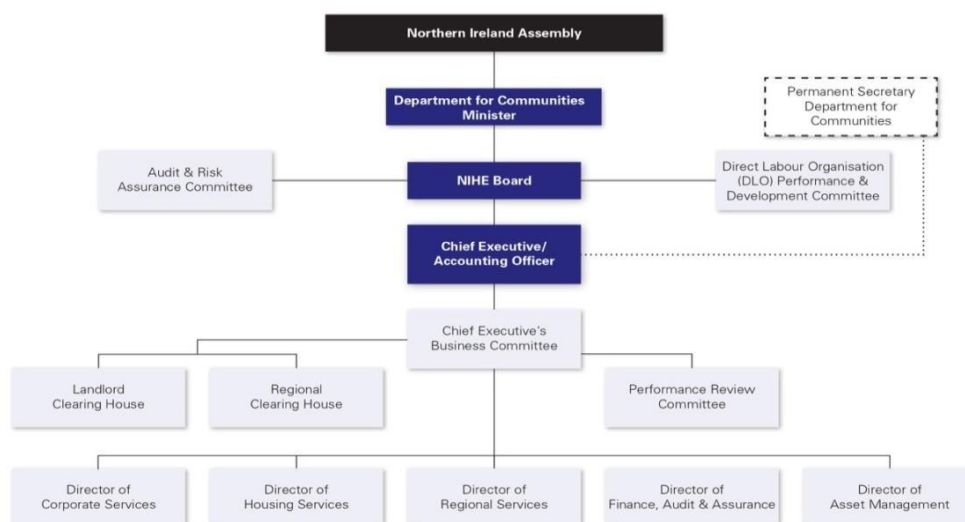 Northern Ireland Assembly
Department for Communities
Minister
Permanent Secretary
Department for
Communities
Audit & Risk
Assurance Committee
NIHE Board
Direct Labour Organisation
(DLO) Performance &
Development Committee
Chief Executive/
Accounting Officer
Chief Executive's
Business Committee
Landlord
Clearing House
Regional
Clearing House
Performance Review
Committee
Director of
Corporate Services
Director of
Housing Services
Director of
Regional Services
Director of
Finance, Audit & Assurance
Director of
Asset Management